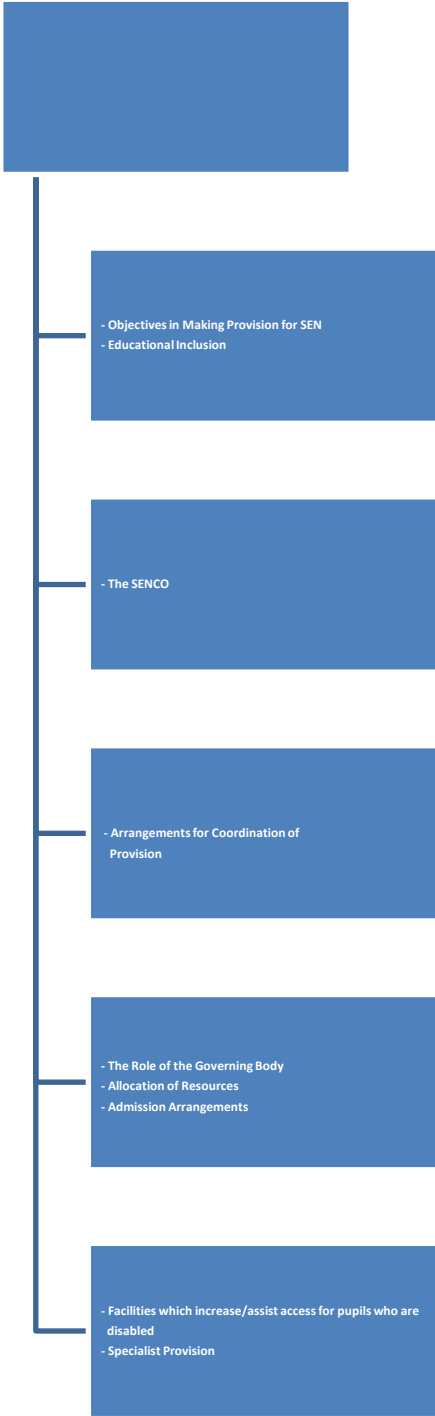 - Objectives in Making Provision for SEN
- Educational Inclusion
- The SENCO
- Arrangements for Coordination of
Provision
- The Role of the Governing Body
- Allocation of Resources
- Admission Arrangements
- Facilities which increase/assist access for pupils who are
disabled
- Specialist Provision